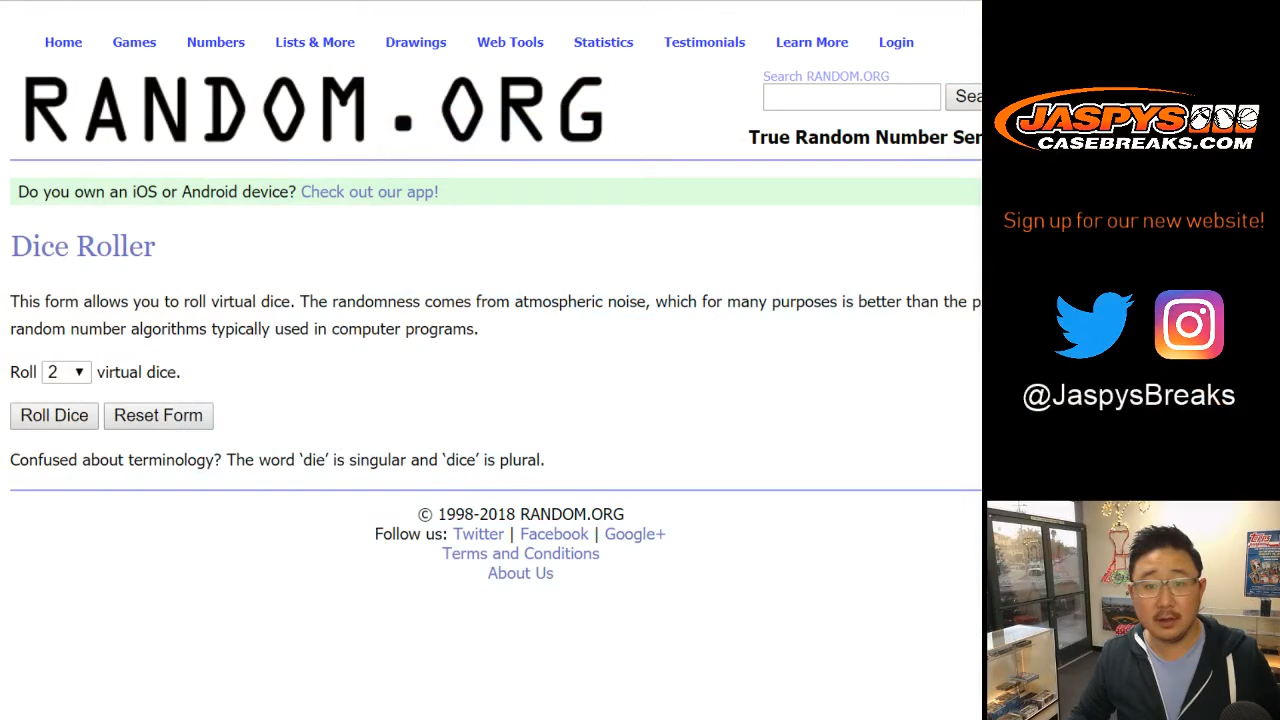 Home Games Numbers Lists & More Drawings Web Tools Statistics Testimonials Learn More Login
RANDOM.ORG
Search RANDOM.ORG
Sea
True Random Number Ser
Do you own an iOS or Android device? Check out our app!
Dice Roller
This form allows you to roll virtual dice. The randomness comes from atmospheric noise, which for many purposes is better than the p
random number algorithms typically used in computer programs.
Roll 2 virtual dice.
Roll Dice Reset Form
Confused about terminology? The word ‘die’ is singular and ‘dice’ is plural.
© 1998-2018 RANDOM.ORG
Follow us: Twitter | Facebook | Google+
Terms and Conditions
About Us
JASPYS
CASEBREAKS.COM
Sign up for our new website!
@JaspysBreaks
TOPPS